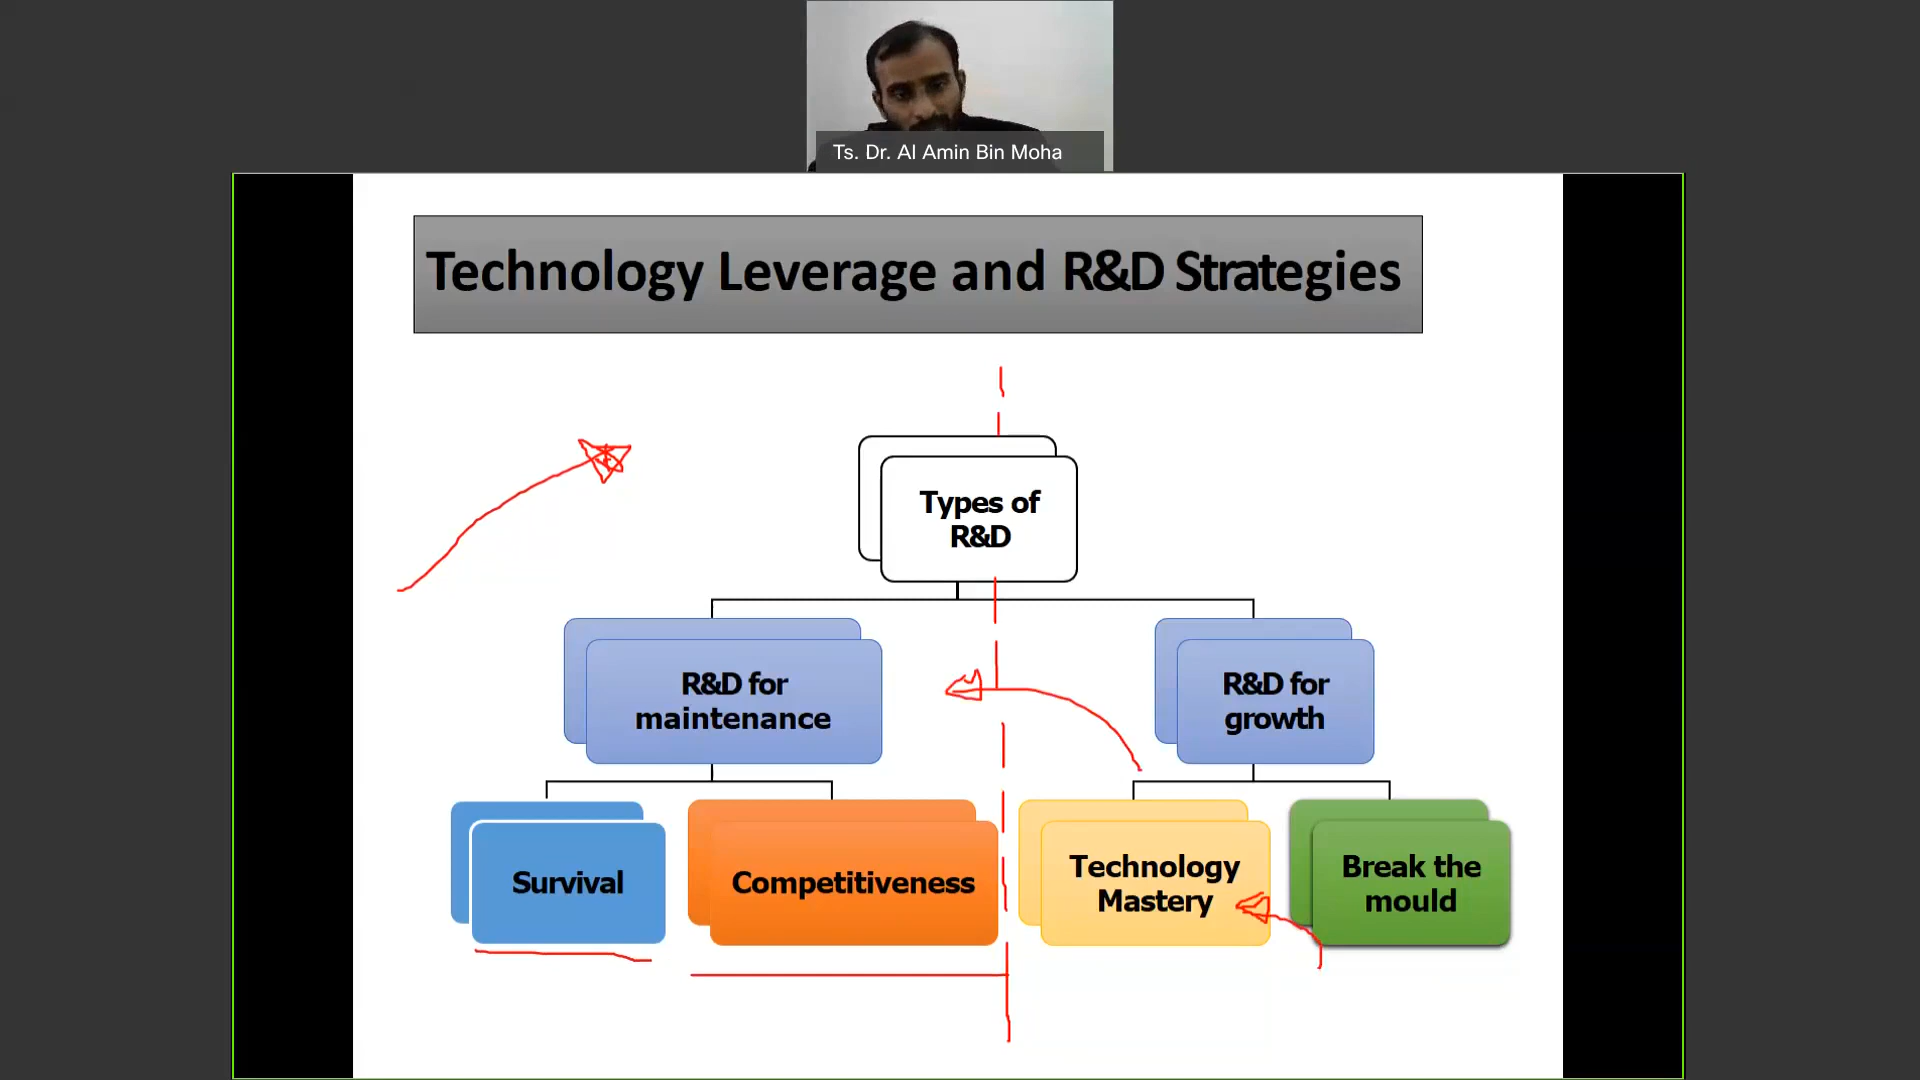 Ts. Dr. Al Amin Bin Moha
Technology Leverage and R&D Strategies
Types of
R&D
R&D for
maintenance
R&D for
growth
Survival
Competitiveness
Technology
Mastery
Break the
mould